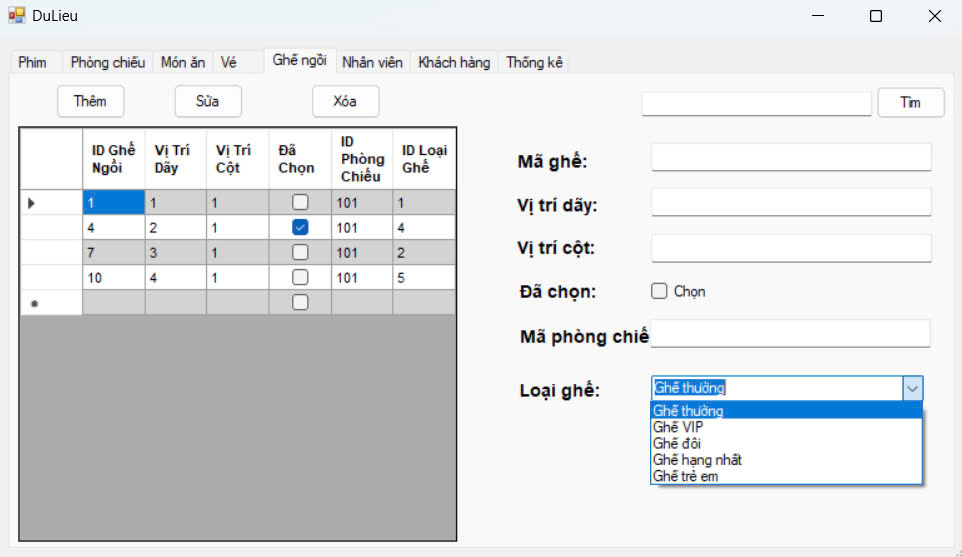 DuLieu
Phim Phòng chiếu Món ăn Vé Ghế ngồi Nhân viên Khách hàng Thống kê
Thêm Sửa Xóa Tìm
ID Ghế Ngồi Vị Trí Dãy Vị Trí Cột Đã Chọn ID Phòng Chiếu ID Loại Ghế
1 1 1 101 1
4 2 1 101 4
7 3 1 101 2
10 4 1 101 5
Mã ghế:
Vị trí dãy:
Vị trí cột:
Đã chọn: Chọn
Mã phòng chiế
Loại ghế: Ghế thường
Ghế thường
Ghế VIP
Ghế đôi
Ghế hạng nhất
Ghế trẻ em